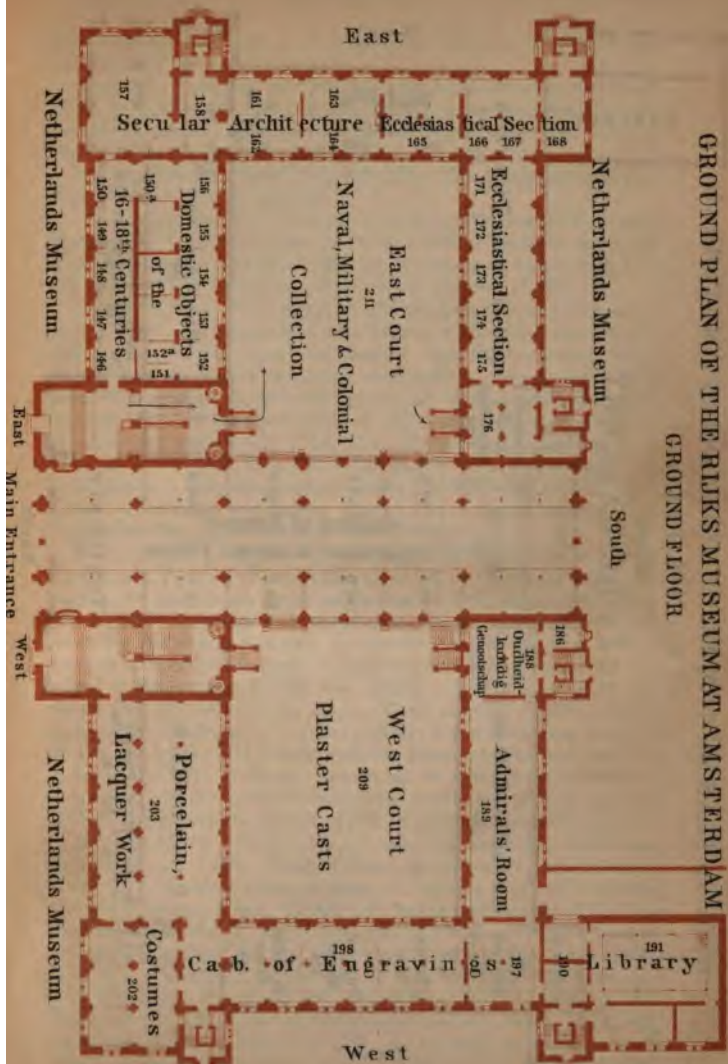 GROUND PLAN OF THE RIJKS MUSEUM AT AMSTERDAM
GROUND FLOOR
East
157
158
161
162
163
164
165
166
167
168
Secular Architecture Ecclesiastical Section
Netherlands Museum
Netherlands Museum
150
149
148
147
146
16-18th Centuries
of the
Domestic Objects
150a
156
155
154
153
152
152a
151
East Court
211
Naval, Military & Colonial
Collection
Ecclesiastical Section
171
172
173
174
175
176
South
East
Main Entrance
West
186
188
Oudheid-
kundig
Genootschap
Admirals' Room
189
West Court
209
Plaster Casts
Porcelain,
203
Lacquer Work
Netherlands Museum
Costumes
202
198
197
190
191
Cab. of Engravings
Library
West